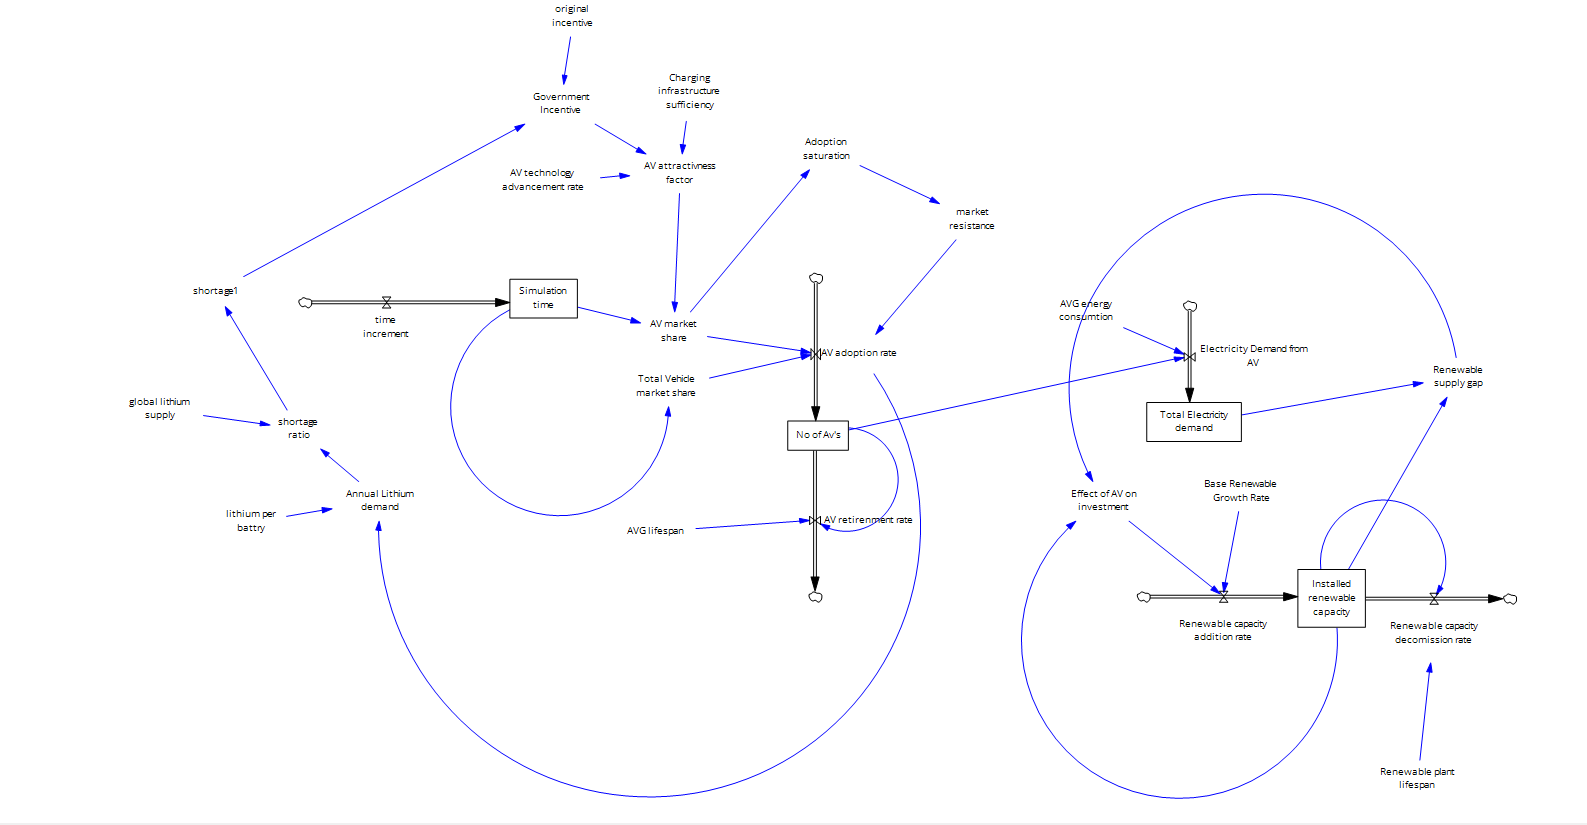 original
incentive
Charging
infrastructure
sufficiency
Government
Incentive
Adoption
saturation
AV attractivness
factor
AV technology
advancement rate
market
resistance
shortage1
Simulation
time
time
increment
AV market
share
AVG energy
consumtion
AV adoption rate
Electricity Demand from
AV
Total Vehicle
market share
Renewable
supply gap
global lithium
supply
shortage
ratio
No of Av's
Total Electricity
demand
Annual Lithium
demand
Effect of AV on
investment
Base Renewable
Growth Rate
lithium per
battry
AVG lifespan
AV retirenment rate
Installed
renewable
capacity
Renewable capacity
addition rate
Renewable capacity
decomission rate
Renewable plant
lifespan